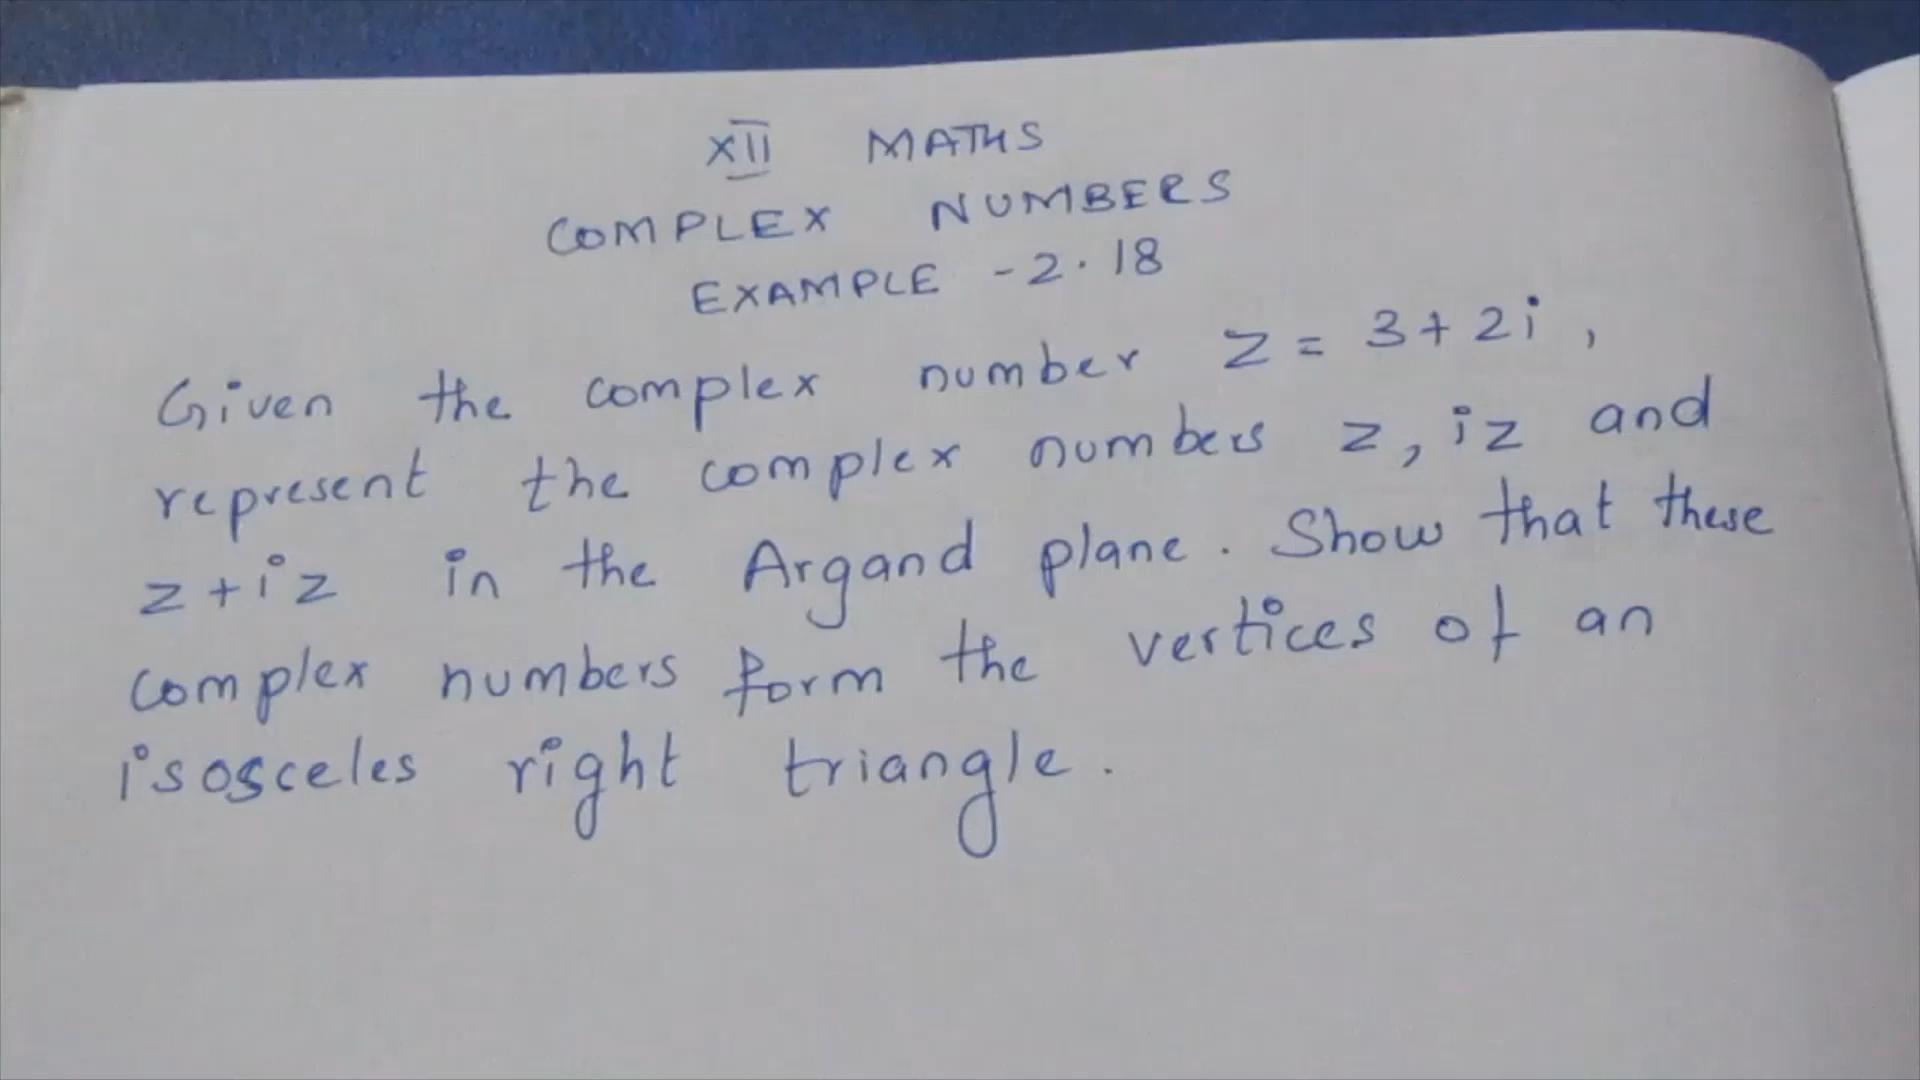 XII MATHS
COMPLEX NUMBERS
EXAMPLE - 2.18
Given the complex number z = 3+2i,
represent the complex numbers z, iz and
z+iz in the Argand plane. Show that these
complex numbers form the vertices of an
isosceles right triangle.